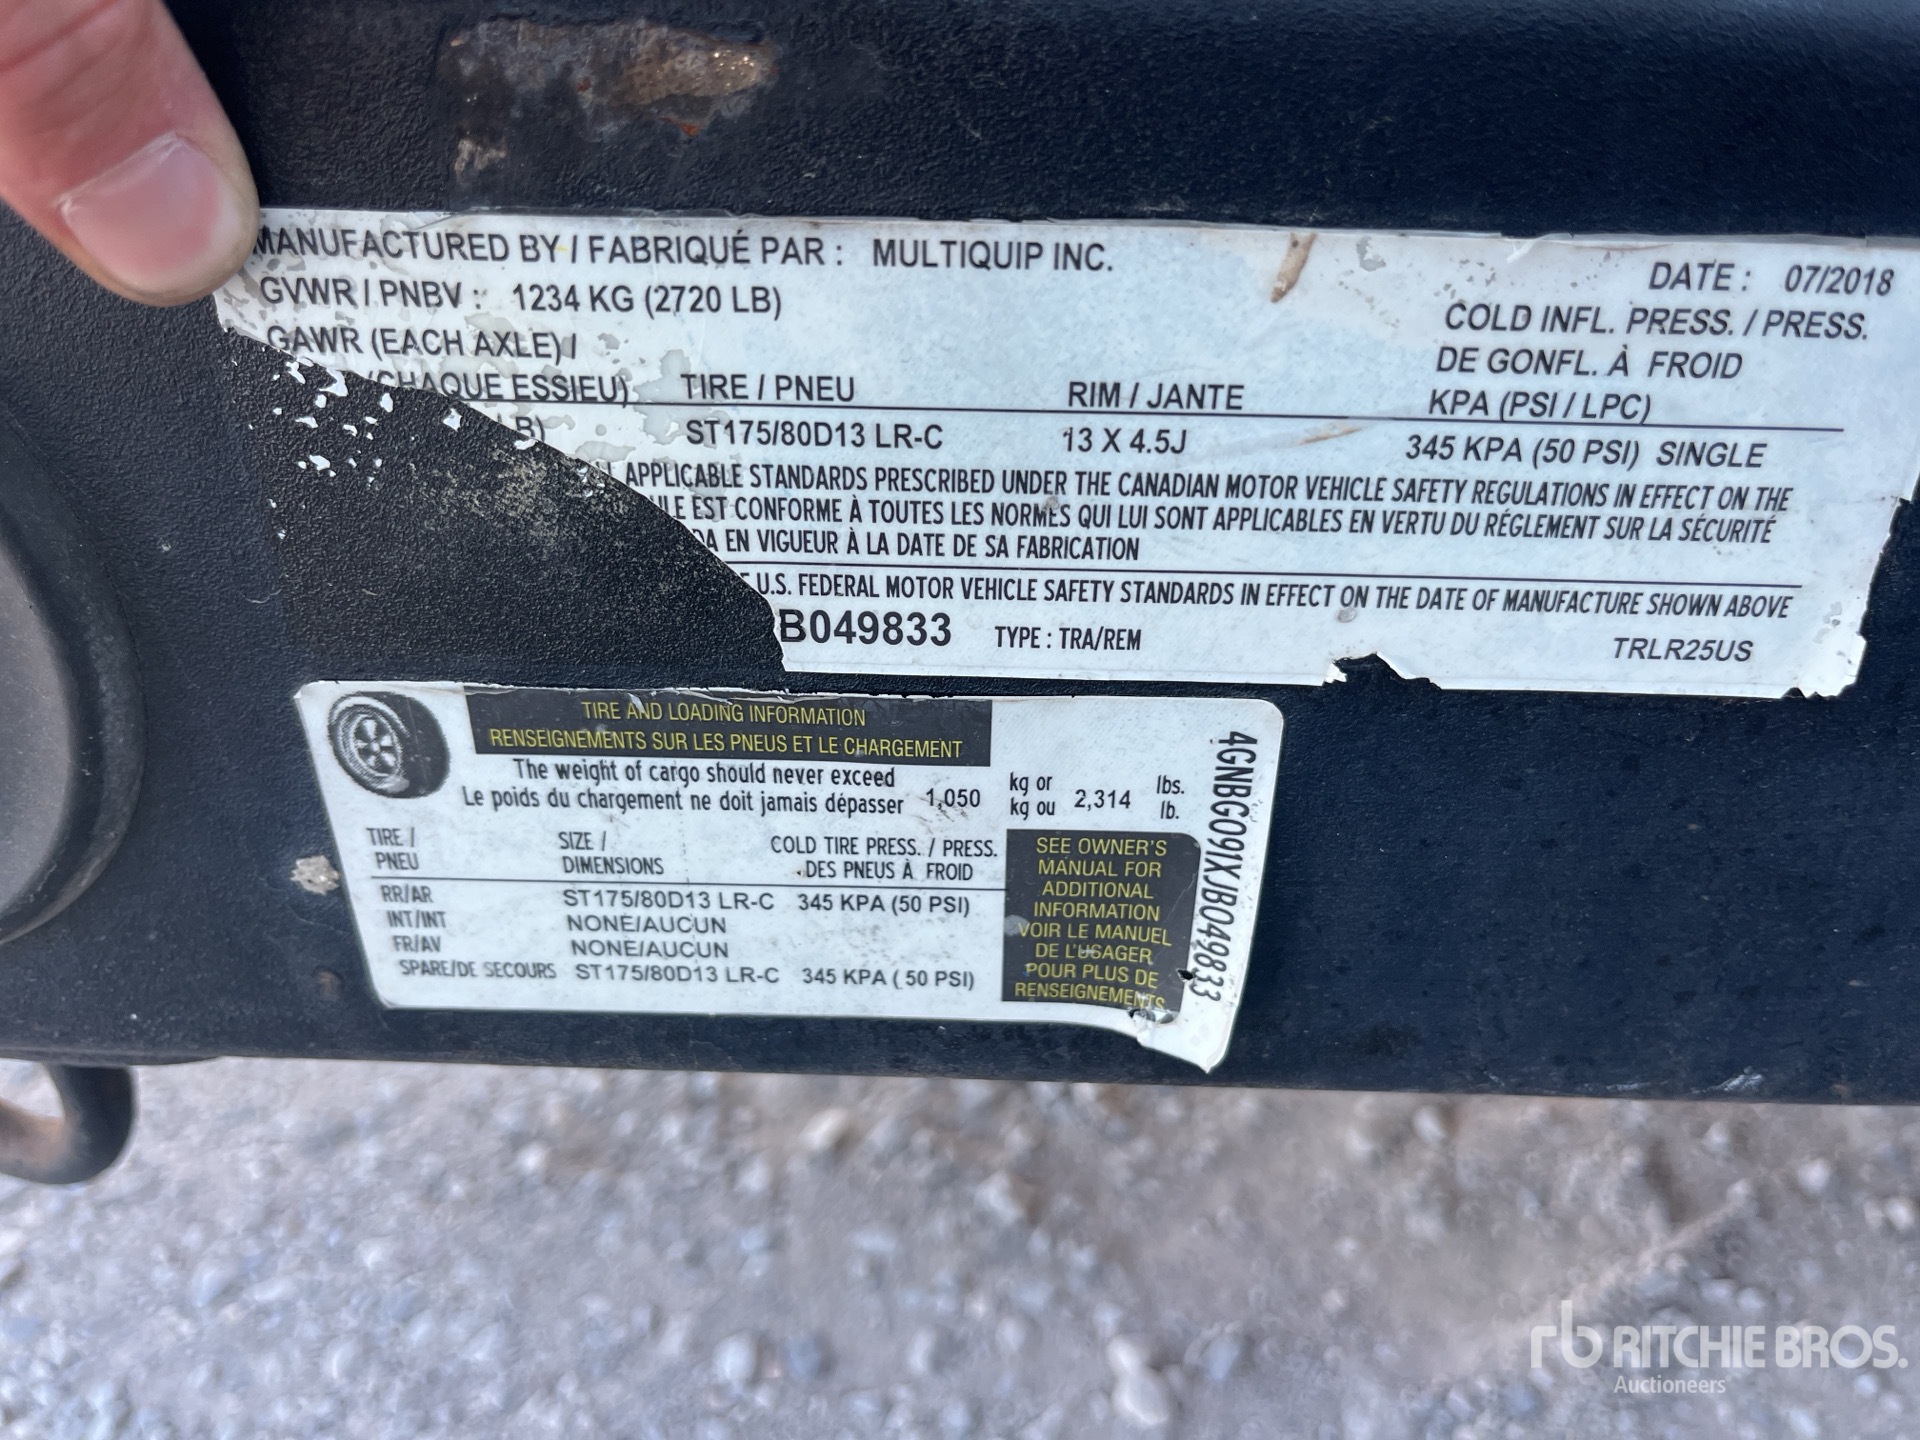 MANUFACTURED BY / FABRIQUÉ PAR : MULTIQUIP INC.
DATE : 07/2018
GVWR / PNBV : 1234 KG (2720 LB)
COLD INFL. PRESS. / PRESS.
GAWR (EACH AXLE) /
DE GONFL. À FROID
(CHAQUE ESSIEU) TIRE / PNEU RIM / JANTE KPA (PSI / LPC)
B) ST175/80D13 LR-C 13 X 4.5J 345 KPA (50 PSI) SINGLE
APPLICABLE STANDARDS PRESCRIBED UNDER THE CANADIAN MOTOR VEHICLE SAFETY REGULATIONS IN EFFECT ON THE
EST CONFORME À TOUTES LES NORMES QUI LUI SONT APPLICABLES EN VERTU DU RÉGLEMENT SUR LA SÉCURITÉ
EN VIGUEUR À LA DATE DE SA FABRICATION
U.S. FEDERAL MOTOR VEHICLE SAFETY STANDARDS IN EFFECT ON THE DATE OF MANUFACTURE SHOWN ABOVE
B049833 TYPE : TRA/REM TRLR25US
TIRE AND LOADING INFORMATION
RENSEIGNEMENTS SUR LES PNEUS ET LE CHARGEMENT
The weight of cargo should never exceed kg or lbs.
Le poids du chargement ne doit jamais dépasser 1,050 kg ou 2,314 lb.
TIRE / SIZE / COLD TIRE PRESS. / PRESS.
PNEU DIMENSIONS DES PNEUS À FROID
RR/AR ST175/80D13 LR-C 345 KPA (50 PSI)
INT/INT NONE/AUCUN
FR/AV NONE/AUCUN
SPARE/DE SECOURS ST175/80D13 LR-C 345 KPA ( 50 PSI)
SEE OWNER'S
MANUAL FOR
ADDITIONAL
INFORMATION
VOIR LE MANUEL
DE L'USAGER
POUR PLUS DE
RENSEIGNEMENTS
4GNBG091XJB049833
rb RITCHIE BROS.
Auctioneers